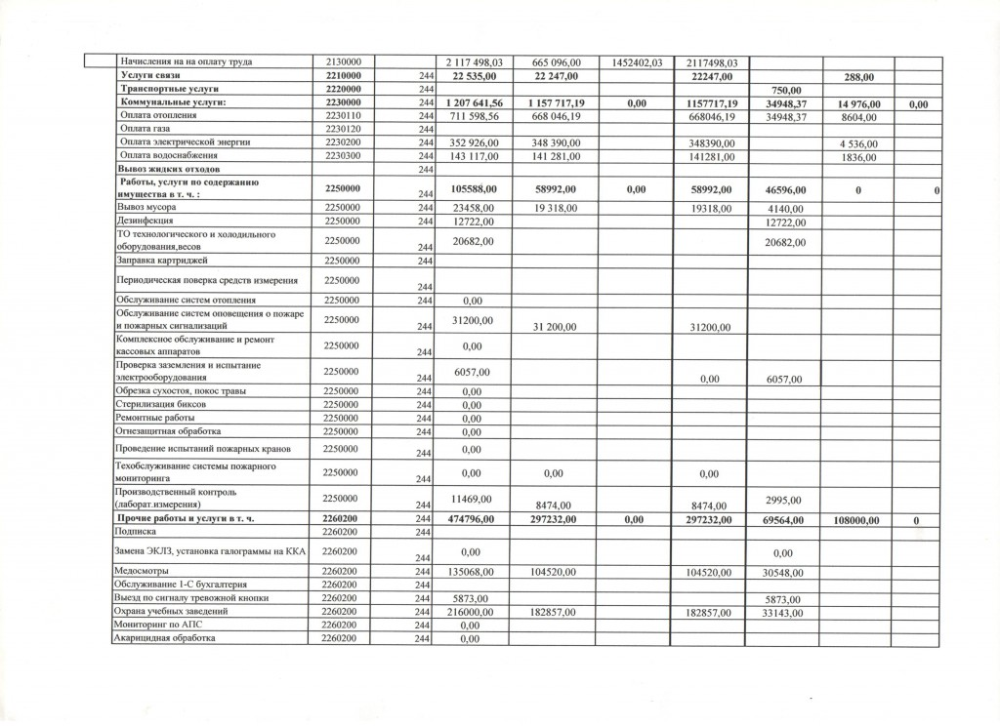 Начисления на на оплату труда 2130000 2 117 498,03 665 096,00 1452402,03 2117498,03
Услуги связи 2210000 244 22 535,00 22 247,00 22247,00 288,00
Транспортные услуги 2220000 244 750,00
Коммунальные услуги: 2230000 244 1 207 641,56 1 157 717,19 0,00 1157717,19 34948,37 14 976,00 0,00
Оплата отопления 2230110 244 711 598,56 668 046,19 668046,19 34948,37 8604,00
Оплата газа 2230120 244
Оплата электрической энергии 2230200 244 352 926,00 348 390,00 348390,00 4 536,00
Оплата водоснабжения 2230300 244 143 117,00 141 281,00 141281,00 1836,00
Вывоз жидких отходов 244
Работы, услуги по содержанию
имущества в т. ч. : 2250000 244 105588,00 58992,00 0,00 58992,00 46596,00 0 0
Вывоз мусора 2250000 244 23458,00 19 318,00 19318,00 4140,00
Дезинфекция 2250000 244 12722,00 12722,00
ТО технологического и холодильного
оборудования,весов 2250000 244 20682,00 20682,00
Заправка картриджей 2250000 244
Периодическая поверка средств измерения 2250000 244
Обслуживание систем отопления 2250000 244 0,00
Обслуживание систем оповещения о пожаре
и пожарных сигнализаций 2250000 244 31200,00 31 200,00 31200,00
Комплексное обслуживание и ремонт
кассовых аппаратов 2250000 244 0,00
Проверка заземления и испытание
электрооборудования 2250000 244 6057,00 0,00 6057,00
Обрезка сухостоя, покос травы 2250000 244 0,00
Стерилизация биксов 2250000 244 0,00
Ремонтные работы 2250000 244 0,00
Огнезащитная обработка 2250000 244 0,00
Проведение испытаний пожарных кранов 2250000 244 0,00
Техобслуживание системы пожарного
мониторинга 2250000 244 0,00 0,00 0,00
Производственный контроль
(лаборат.измерения) 2250000 244 11469,00 8474,00 8474,00 2995,00
Прочие работы и услуги в т. ч. 2260200 244 474796,00 297232,00 0,00 297232,00 69564,00 108000,00 0
Подписка 2260200 244
Замена ЭКЛЗ, установка галограммы на ККА 2260200 244 0,00 0,00
Медосмотры 2260200 244 135068,00 104520,00 104520,00 30548,00
Обслуживание 1-С бухгалтерия 2260200 244
Выезд по сигналу тревожной кнопки 2260200 244 5873,00 5873,00
Охрана учебных заведений 2260200 244 216000,00 182857,00 182857,00 33143,00
Мониторинг по АПС 2260200 244 0,00
Акарицидная обработка 2260200 244 0,00